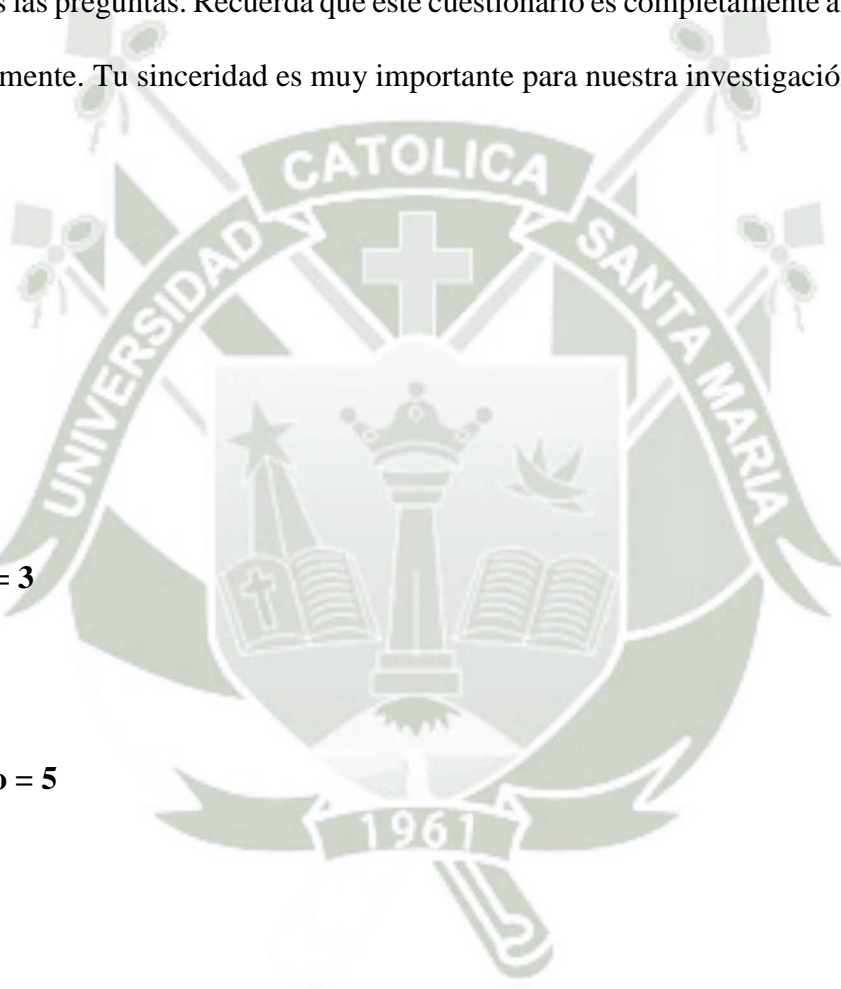 s las preguntas. Recuerda que este cuestionario es completamente a
mente. Tu sinceridad es muy importante para nuestra investigación
CATOLICA
UNIVERSIDAD
SANTA MARIA
= 3
o = 5
1961